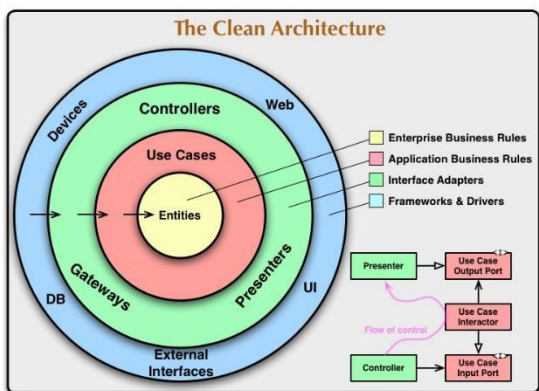 The Clean Architecture
Devices
Web
Controllers
Use Cases
Entities
Gateways
Presenters
DB
UI
External
Interfaces
Enterprise Business Rules
Application Business Rules
Interface Adapters
Frameworks & Drivers
Presenter
Use Case
Output Port
<I>
Flow of control
Use Case
Interactor
Controller
Use Case
Input Port
<I>